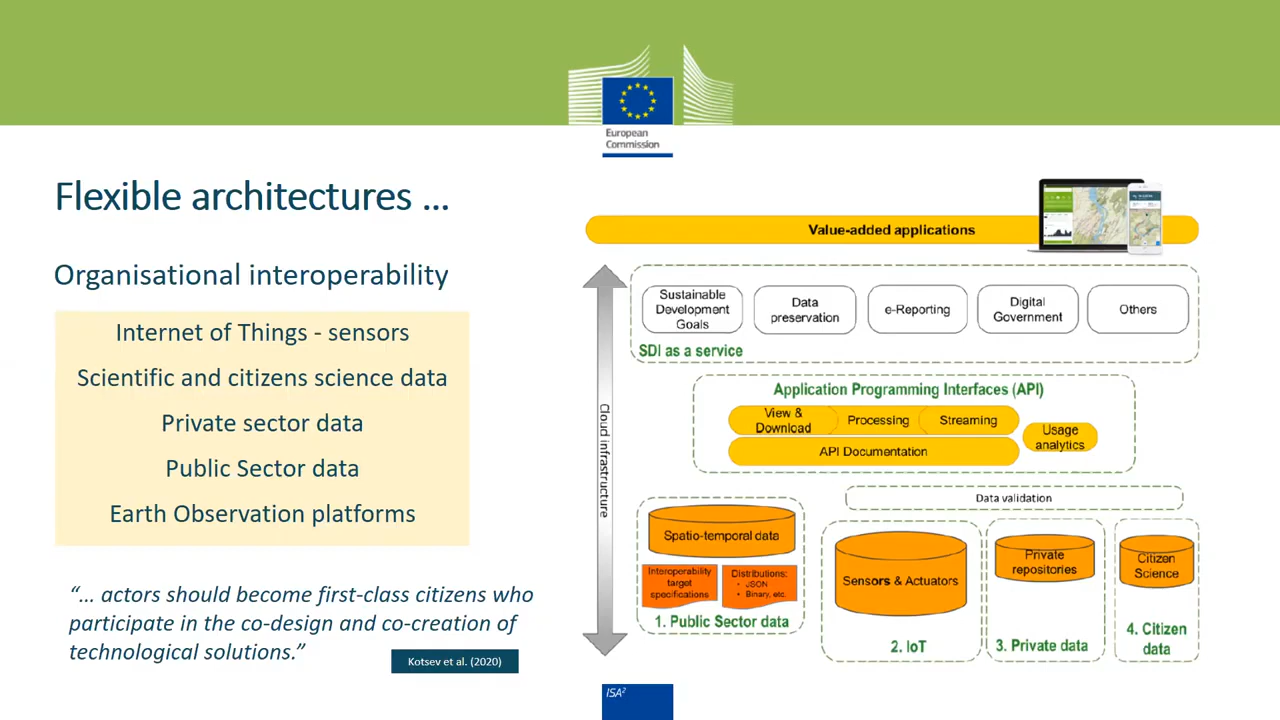 European
Commission
Flexible architectures ...
Organisational interoperability
Internet of Things - sensors
Scientific and citizens science data
Private sector data
Public Sector data
Earth Observation platforms
“... actors should become first-class citizens who
participate in the co-design and co-creation of
technological solutions.”
Kotsev et al. (2020)
Value-added applications
Cloud infrastructure
Sustainable
Development
Goals
Data
preservation
e-Reporting
Digital
Government
Others
SDI as a service
Application Programming Interfaces (API)
View &
Download
Processing
Streaming
Usage
analytics
API Documentation
Data validation
Spatio-temporal data
Interoperability
target
specifications
Distributions:
• JSON
• Binary, etc.
1. Public Sector data
Sensors & Actuators
2. IoT
Private
repositories
3. Private data
Citizen
Science
4. Citizen
data
ISA²